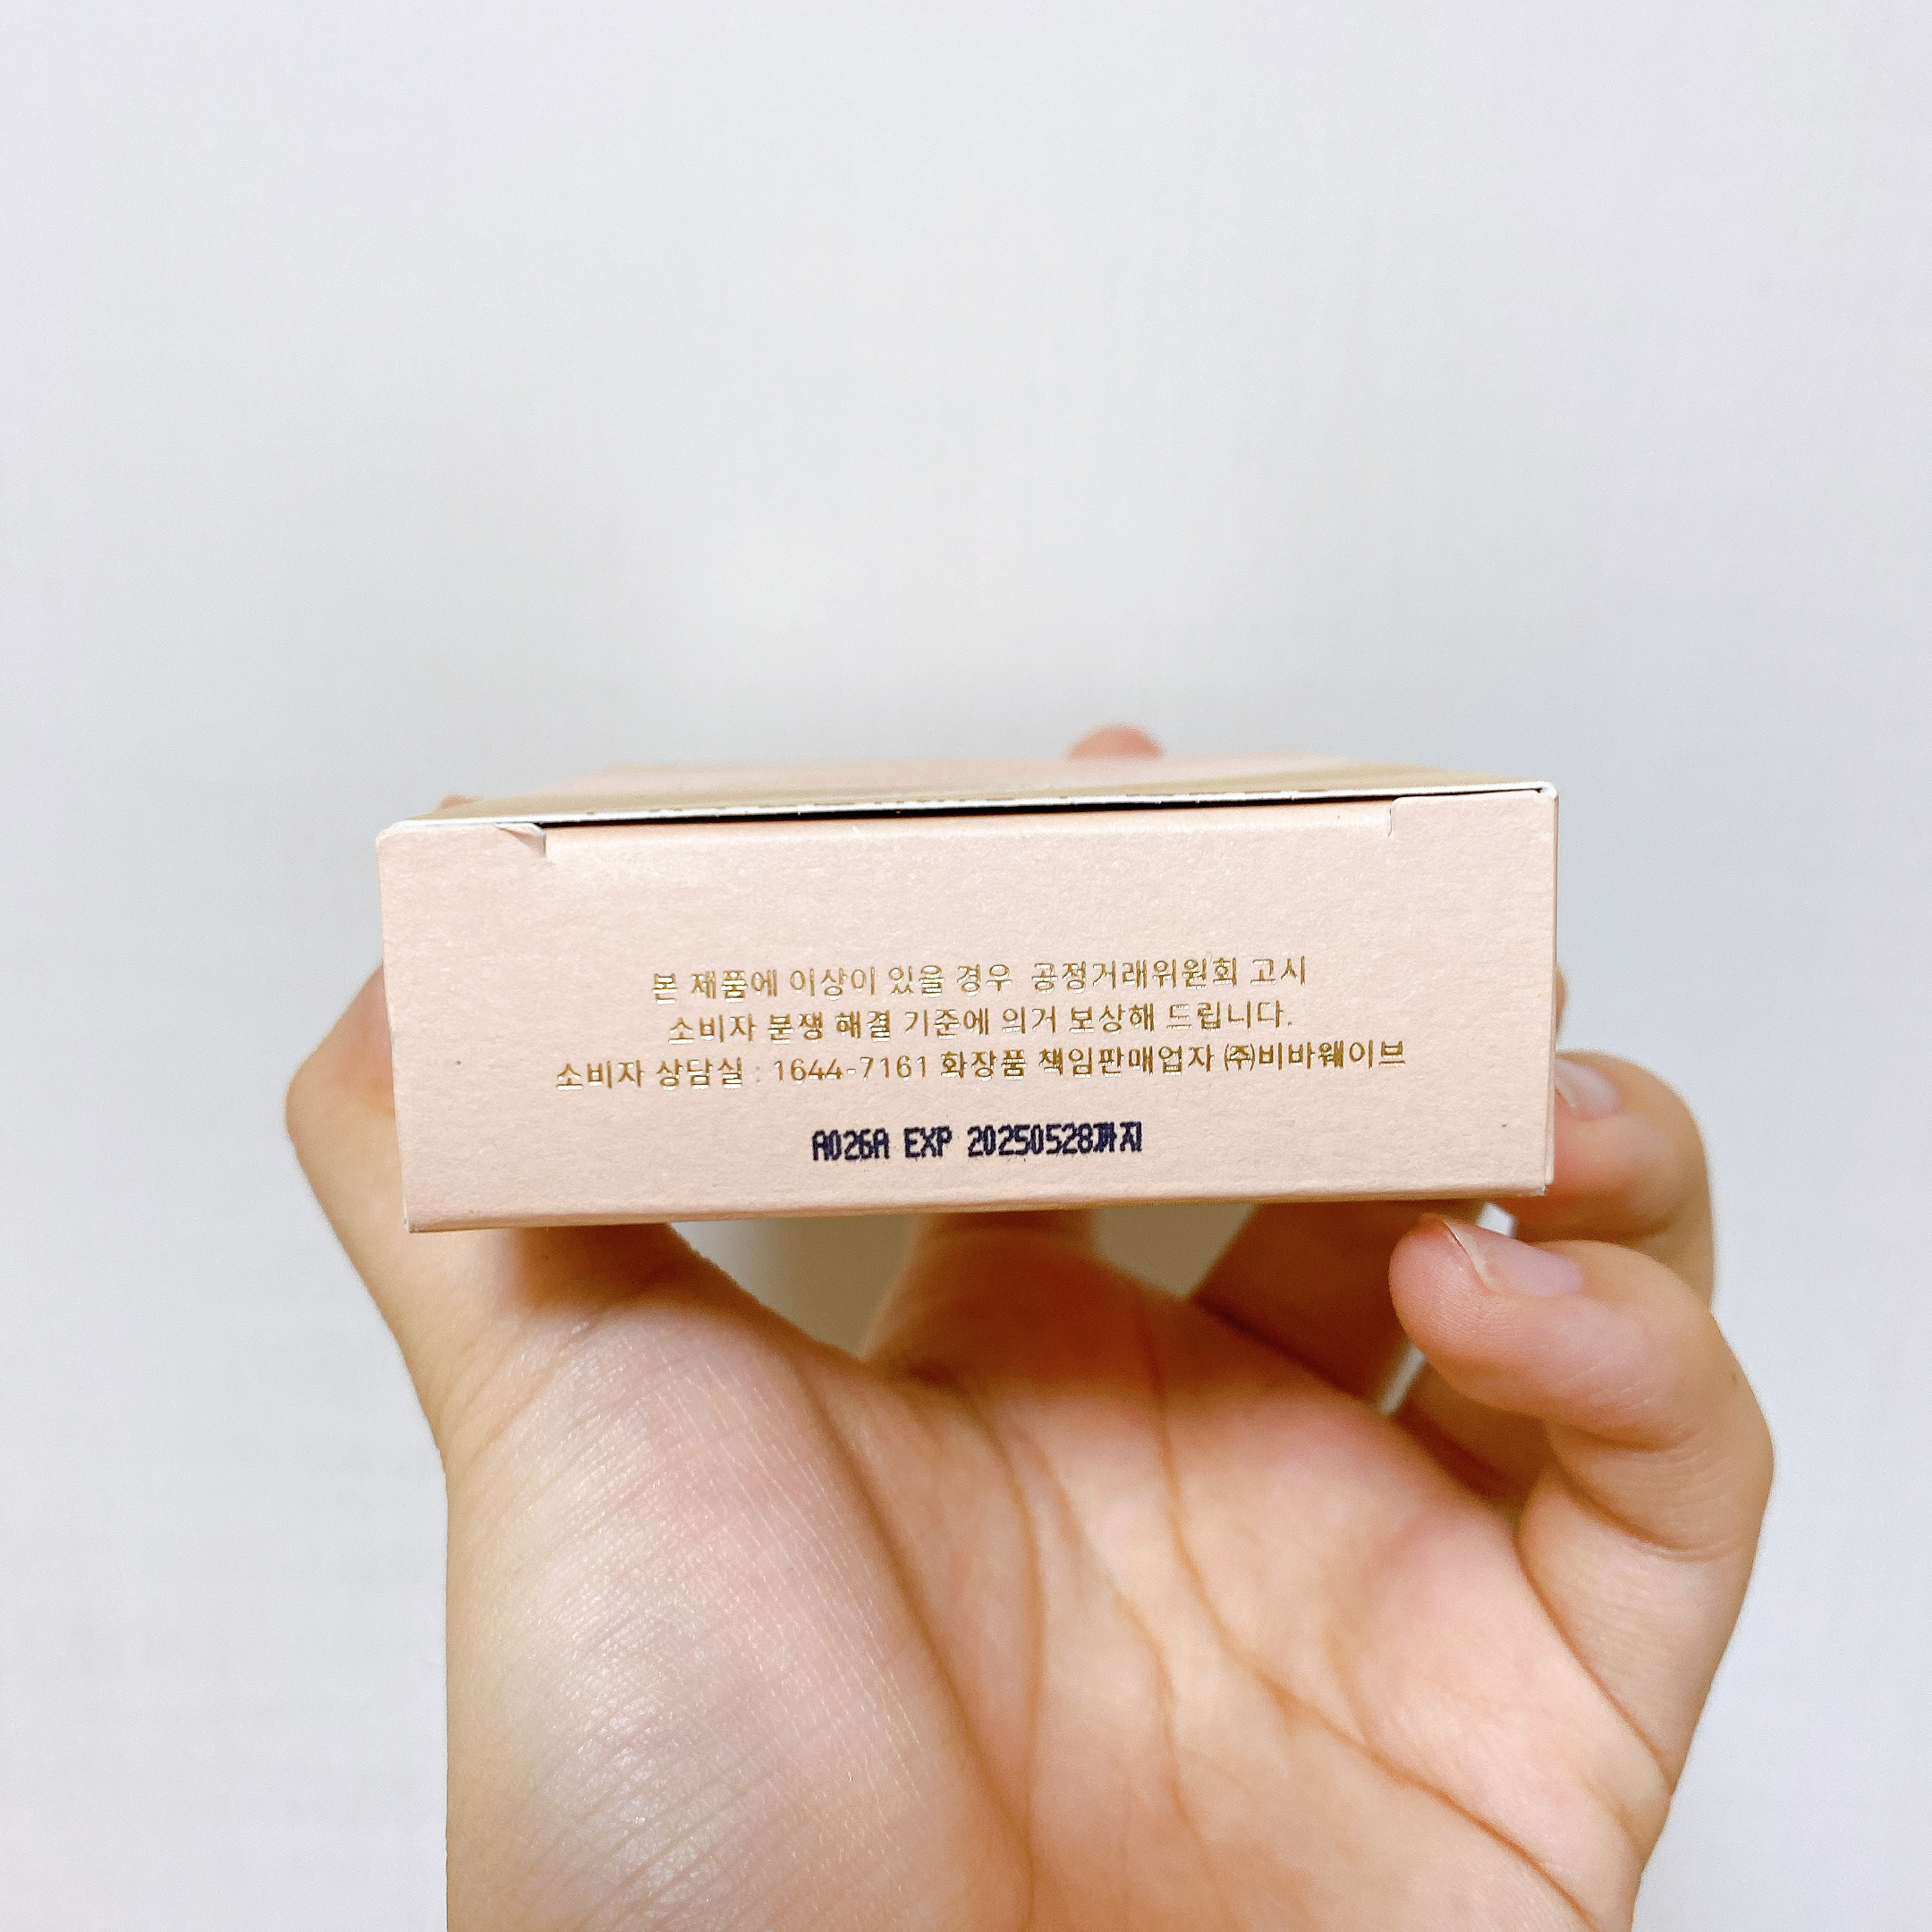 본 제품에 이상이 있을 경우 공정거래위원회 고시
소비자 분쟁 해결 기준에 의거 보상해 드립니다.
소비자 상담실 : 1644-7161 화장품 책임판매업자 ㈜비바웨이브
A026A EXP 20250528까지